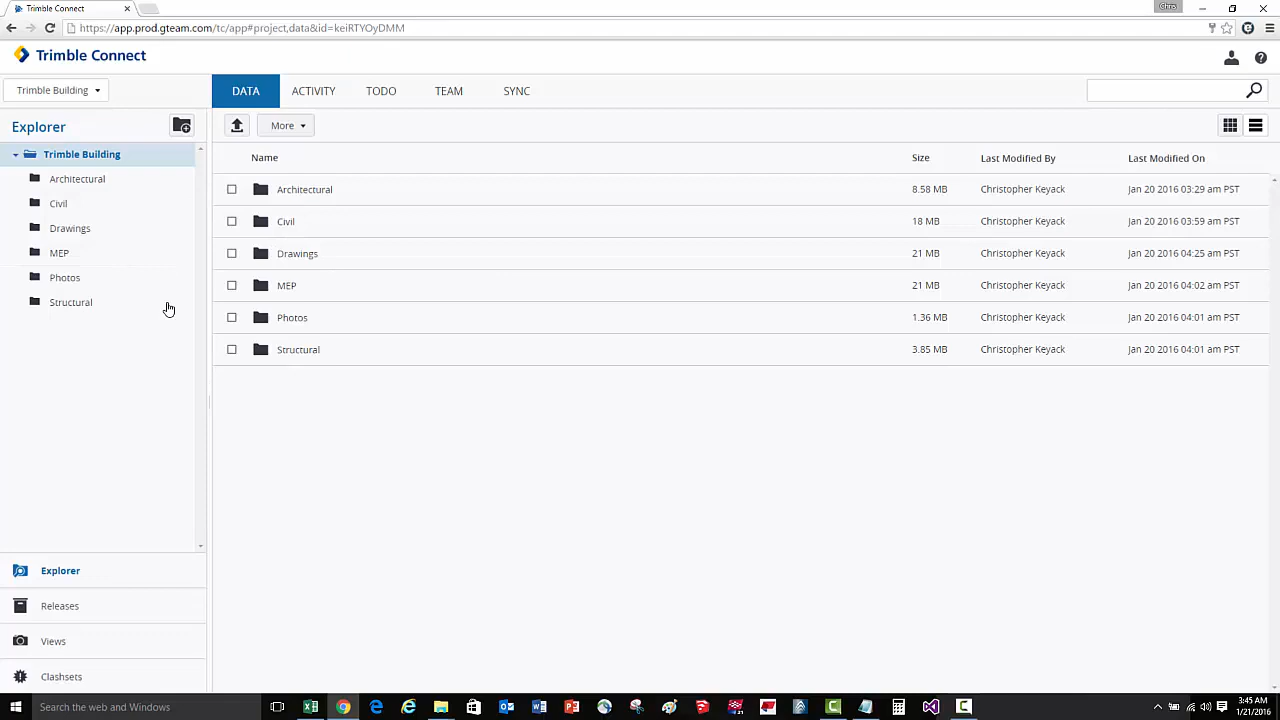 Trimble Connect
Chris
https://app.prod.gteam.com/tc/app#project,data&id=keiRTYOyDMM
Trimble Connect
Trimble Building
DATA
ACTIVITY
TODO
TEAM
SYNC
Explorer
More
Trimble Building
Architectural
Civil
Drawings
MEP
Photos
Structural
Name Size Last Modified By Last Modified On
Architectural 8.58 MB Christopher Keyack Jan 20 2016 03:29 am PST
Civil 18 MB Christopher Keyack Jan 20 2016 03:59 am PST
Drawings 21 MB Christopher Keyack Jan 20 2016 04:25 am PST
MEP 21 MB Christopher Keyack Jan 20 2016 04:02 am PST
Photos 1.36 MB Christopher Keyack Jan 20 2016 04:01 am PST
Structural 3.85 MB Christopher Keyack Jan 20 2016 04:01 am PST
Explorer
Releases
Views
Clashsets
Search the web and Windows
3:45 AM
1/21/2016